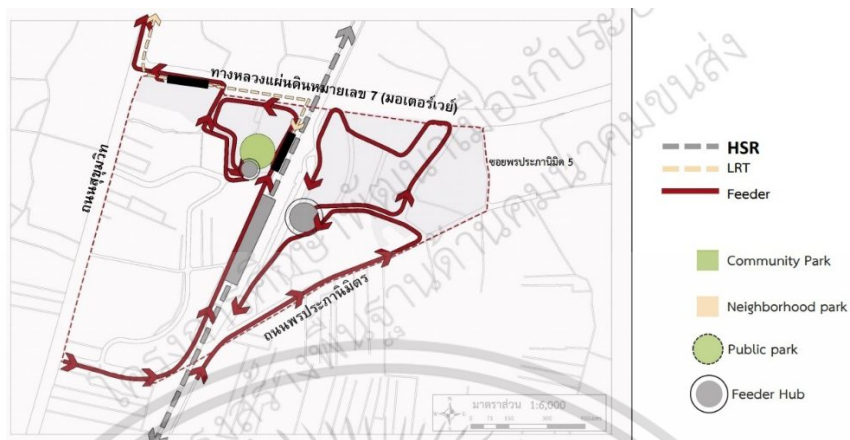 ทางหลวงแผ่นดินหมายเลข 7 (มอเตอร์เวย์)
ถนนสุขุมวิท
ซอยพรประภานิมิต 5
ถนนพรประภานิมิตร
มาตราส่วน 1:6,000
HSR
LRT
Feeder
Community Park
Neighborhood park
Public park
Feeder Hub